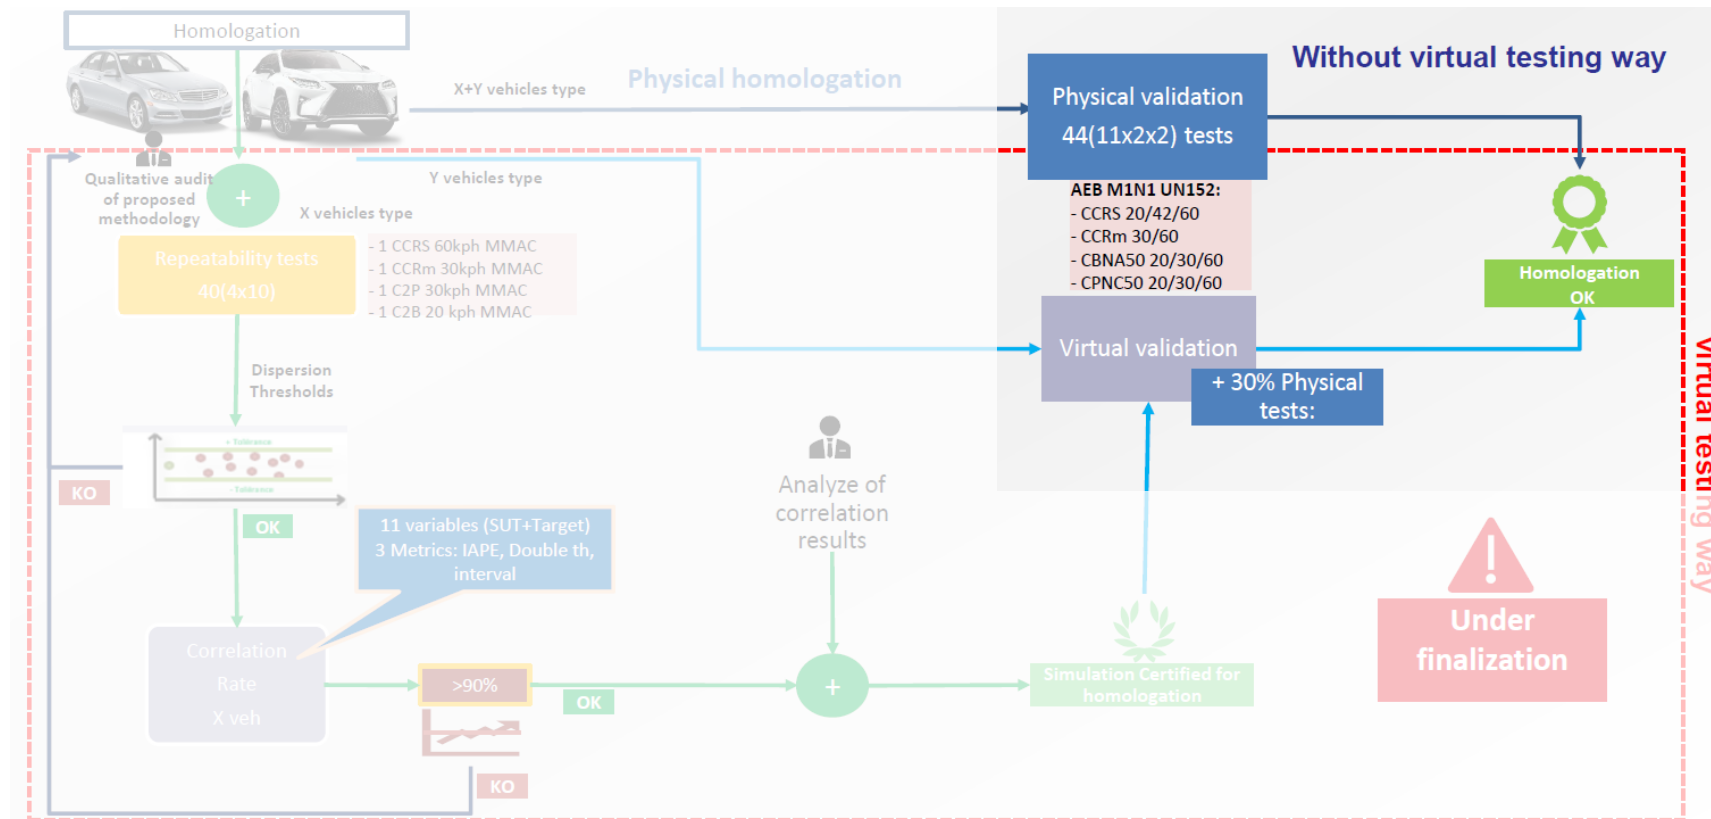 Homologation
Without virtual testing way
Physical homologation
X+Y vehicles type
Physical validation
44(11x2x2) tests
Qualitative audit
of proposed
methodology
+
Y vehicles type
X vehicles type
AEB M1N1 UN152:
- CCRS 20/42/60
- CCRm 30/60
- CBNA50 20/30/60
- CPNC50 20/30/60
Repeatability tests
40(4x10)
- 1 CCRS 60kph MMAC
- 1 CCRm 30kph MMAC
- 1 C2P 30kph MMAC
- 1 C2B 20 kph MMAC
Homologation
OK
Virtual validation
+ 30% Physical
tests:
Virtual testing way
Dispersion
Thresholds
+ Tolérance
- Tolérance
KO
OK
11 variables (SUT+Target)
3 Metrics: IAPE, Double th,
interval
Analyze of
correlation
results
Under
finalization
Correlation
Rate
X veh
>90%
OK
+
Simulation Certified for
homologation
KO